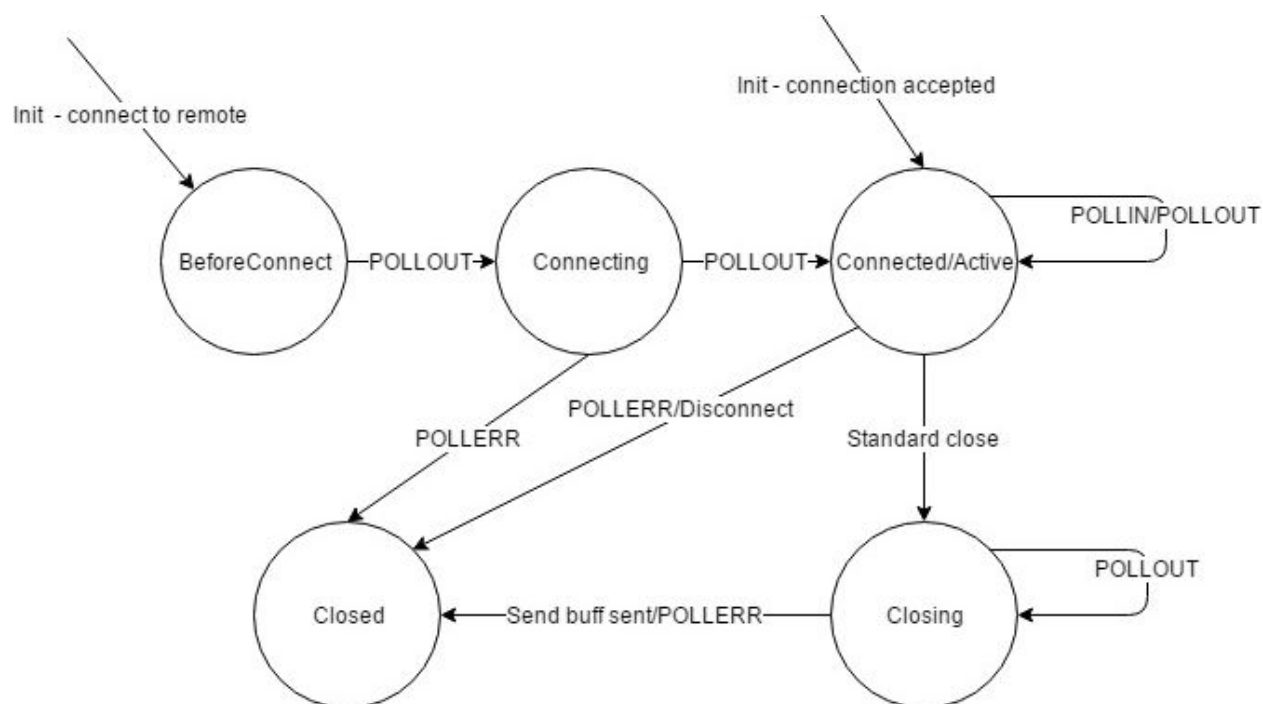 Init - connection accepted
Init - connect to remote
POLLIN/POLLOUT
BeforeConnect
POLLOUT
Connecting
POLLOUT
Connected/Active
POLLERR/Disconnect
POLLERR
Standard close
POLLOUT
Closed
Send buff sent/POLLERR
Closing